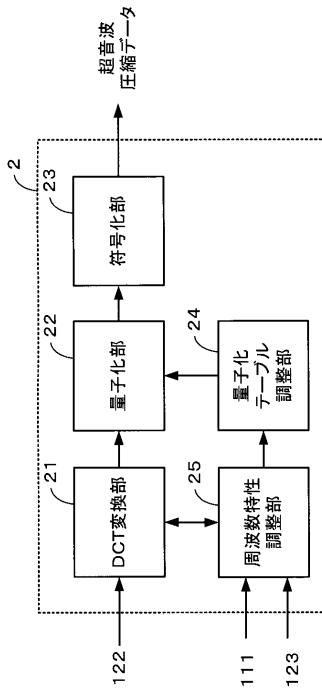 2
21
DCT変換部
22
量子化部
23
符号化部
超音波
圧縮データ
122
25
周波数特性
調整部
24
量子化
テーブル
調整部
111
123